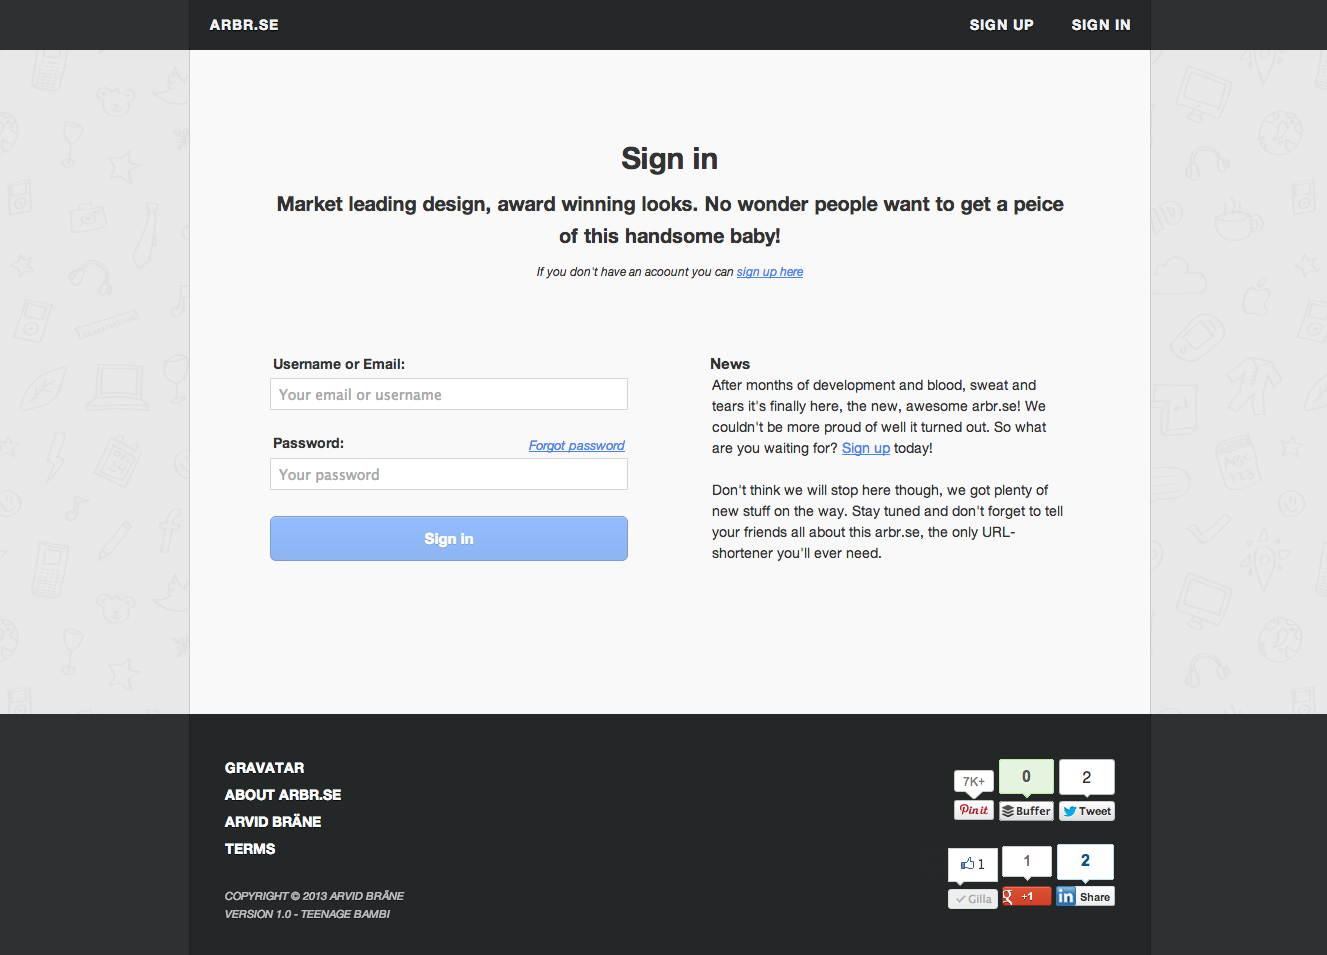 ARBR.SE
SIGN UP
SIGN IN
Sign in
Market leading design, award winning looks. No wonder people want to get a peice
of this handsome baby!
If you don't have an acoount you can sign up here
Username or Email:
Your email or username
Password:
Forgot password
Your password
Sign in
News
After months of development and blood, sweat and
tears it's finally here, the new, awesome arbr.se! We
couldn't be more proud of well it turned out. So what
are you waiting for? Sign up today!
Don't think we will stop here though, we got plenty of
new stuff on the way. Stay tuned and don't forget to tell
your friends all about this arbr.se, the only URL-
shortener you'll ever need.
GRAVATAR
ABOUT ARBR.SE
ARVID BRÄNE
TERMS
COPYRIGHT © 2013 ARVID BRÄNE
VERSION 1.0 - TEENAGE BAMBI
7K+
0
2
Pin it
Buffer
Tweet
1
1
2
Gilla
g +1
in Share
ABC
123